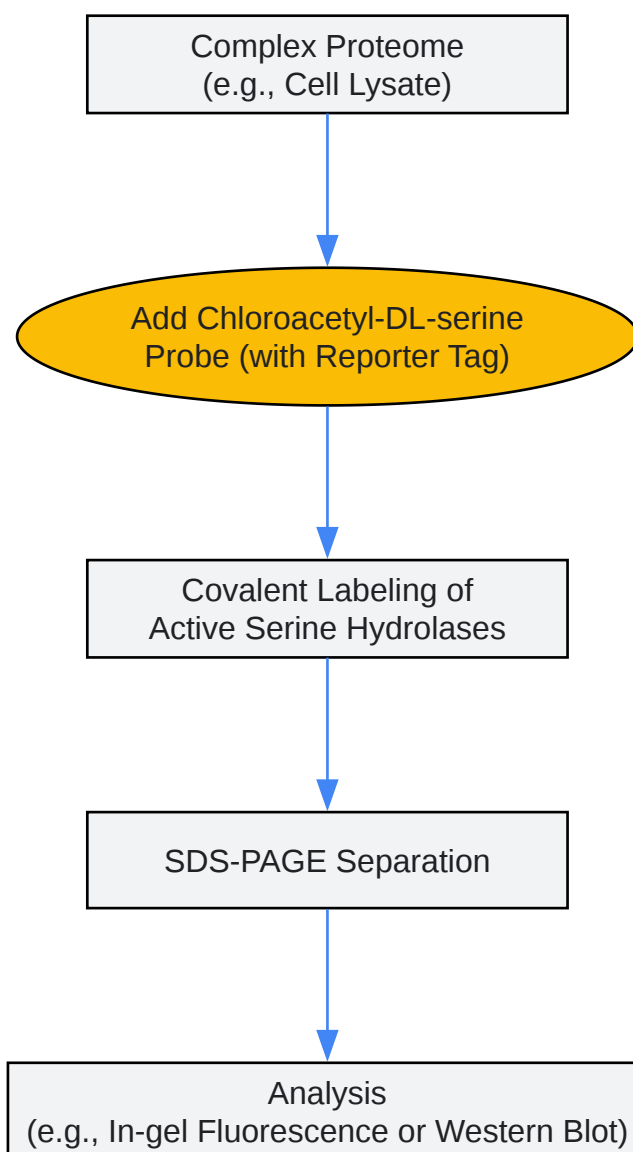 Complex Proteome
(e.g., Cell Lysate)
Add Chloroacetyl-DL-serine
Probe (with Reporter Tag)
Covalent Labeling of
Active Serine Hydrolases
SDS-PAGE Separation
Analysis
(e.g., In-gel Fluorescence or Western Blot)